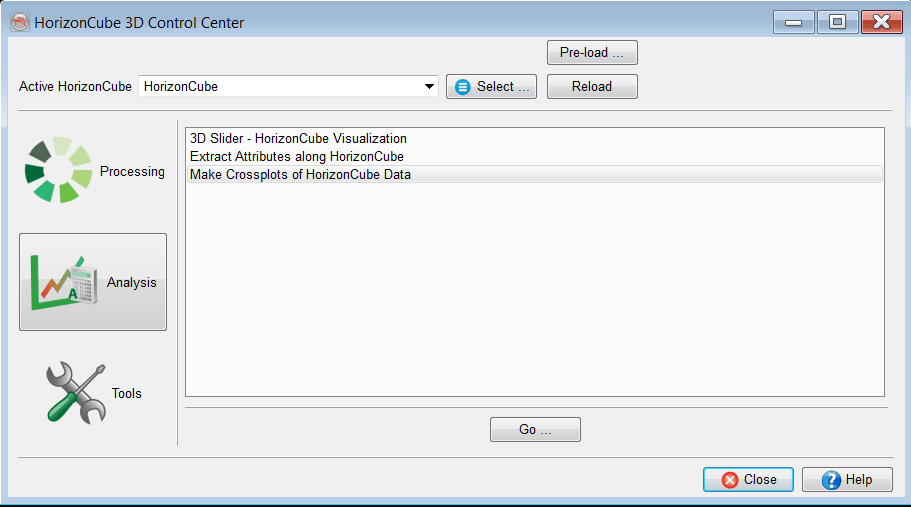 HorizonCube 3D Control Center
Pre-load ...
Active HorizonCube HorizonCube Select ... Reload
3D Slider - HorizonCube Visualization
Extract Attributes along HorizonCube
Make Crossplots of HorizonCube Data
Processing
A
Analysis
Tools
Go ...
Close ? Help